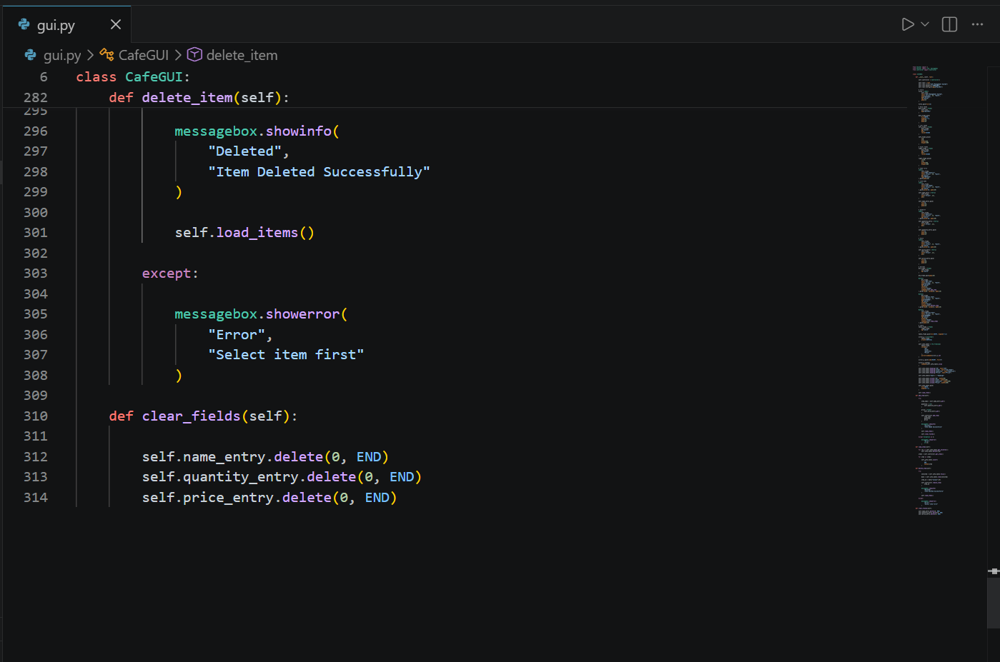 gui.py
gui.py > CafeGUI > delete_item
6 class CafeGUI:
282 def delete_item(self):
295
296 messagebox.showinfo(
297 "Deleted",
298 "Item Deleted Successfully"
299 )
300
301 self.load_items()
302
303 except:
304
305 messagebox.showerror(
306 "Error",
307 "Select item first"
308 )
309
310 def clear_fields(self):
311
312 self.name_entry.delete(0, END)
313 self.quantity_entry.delete(0, END)
314 self.price_entry.delete(0, END)